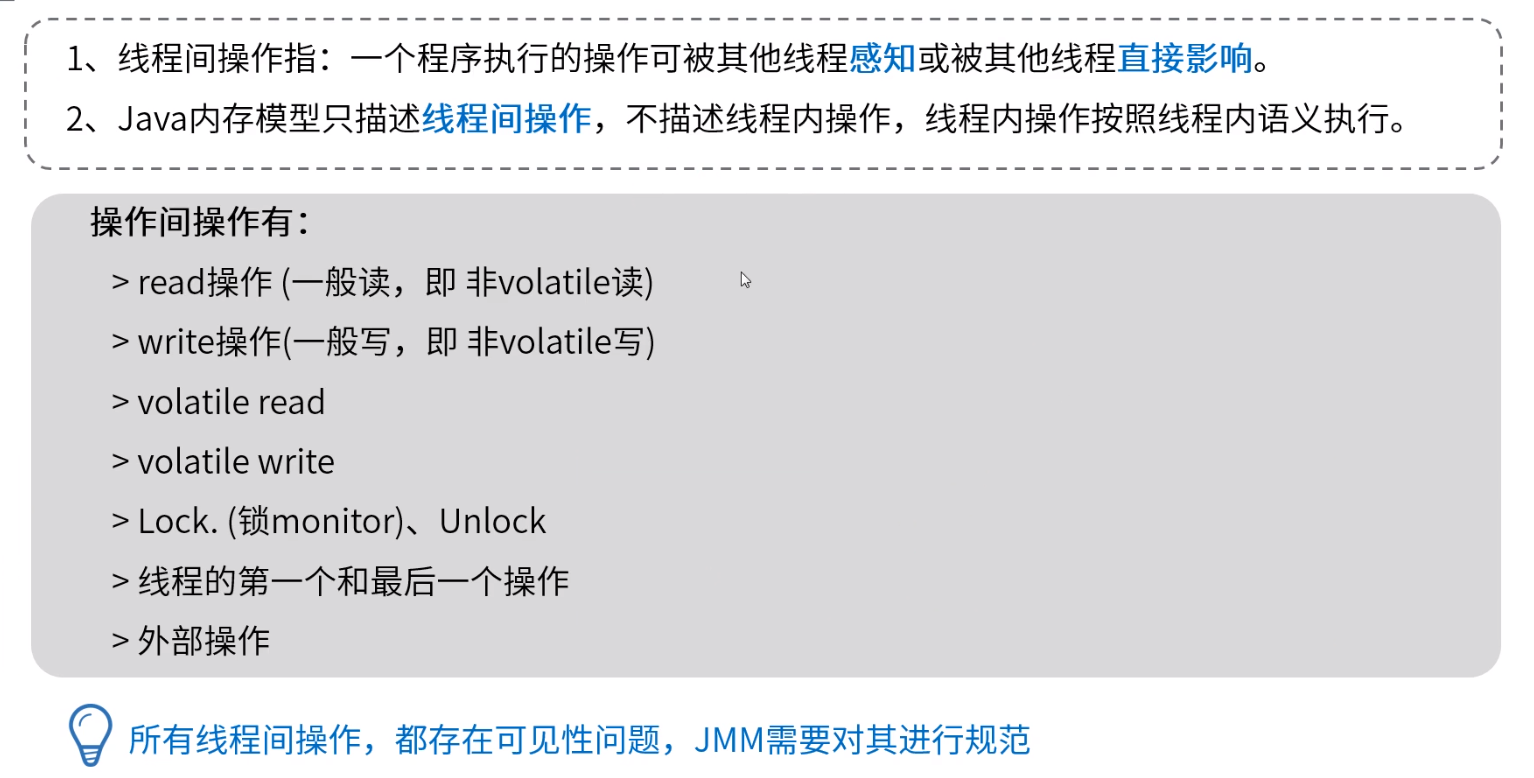 1、线程间操作指：一个程序执行的操作可被其他线程感知或被其他线程直接影响。
2、Java内存模型只描述线程间操作，不描述线程内操作，线程内操作按照线程内语义执行。
操作间操作有：
> read操作 (一般读，即 非volatile读)
> write操作(一般写，即 非volatile写)
> volatile read
> volatile write
> Lock. (锁monitor)、Unlock
> 线程的第一个和最后一个操作
> 外部操作
所有线程间操作，都存在可见性问题，JMM需要对其进行规范